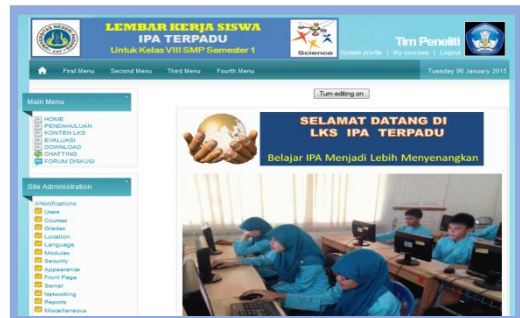 LEMBAR KERJA SISWA
IPA TERPADU
Untuk Kelas VIII SMP Semester 1
Science
Tim Peneliti
Update profile | My courses | Logout
First Menu Second Menu Third Menu Fourth Menu Tuesday 06 January 2015
Turn editing on
Main Menu
HOME
PENDAHULUAN
KONTEN LKS
EVALUASI
DOWNLOAD
CHATTING
FORUM DISKUSI
SELAMAT DATANG DI
LKS IPA TERPADU
Belajar IPA Menjadi Lebih Menyenangkan
Site Administration
Notifications
Users
Courses
Grades
Location
Language
Modules
Security
Appearance
Front Page
Server
Networking
Reports
Miscellaneous